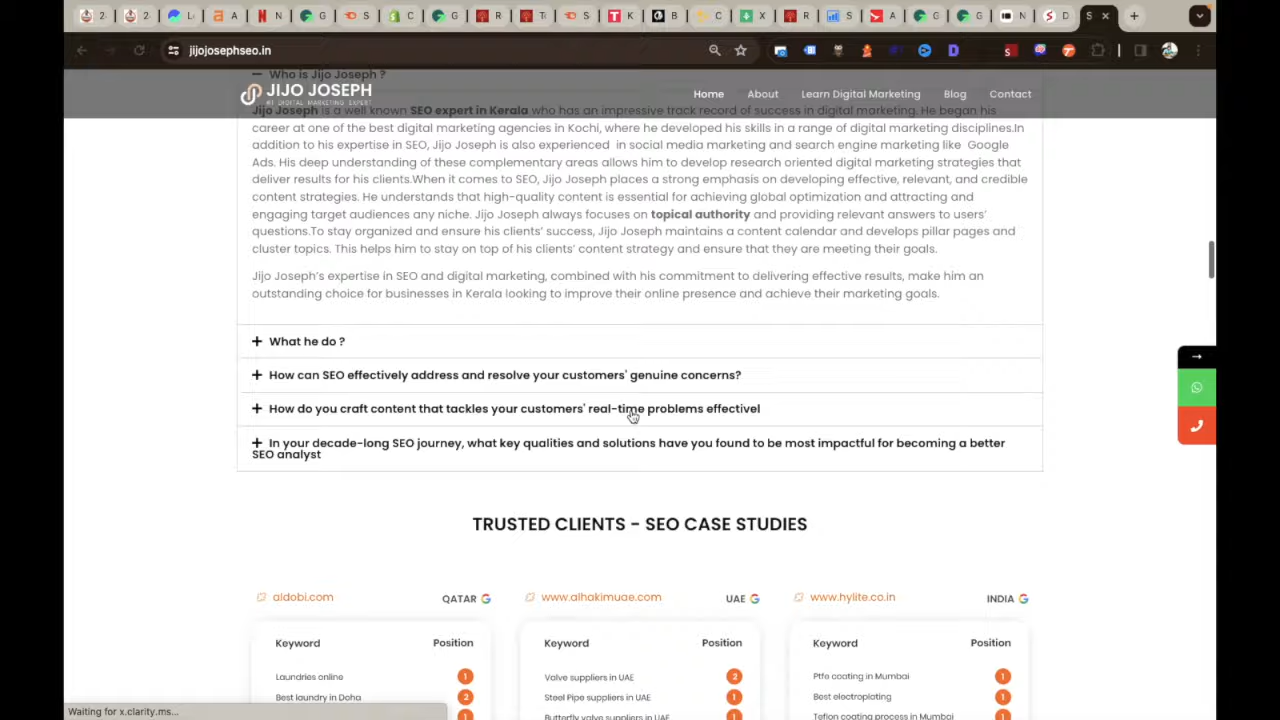 2
2
L
A
N
G
S
C
G
R
T
S
K
B
C
X
R
S
A
G
G
N
D
S
jijojosephseo.in
Who is Jijo Joseph ?
JIJO JOSEPH
#1 DIGITAL MARKETING EXPERT
Home
About
Learn Digital Marketing
Blog
Contact
Jijo Joseph is a well known SEO expert in Kerala who has an impressive track record of success in digital marketing. He began his
career at one of the best digital marketing agencies in Kochi, where he developed his skills in a range of digital marketing disciplines.In
addition to his expertise in SEO, Jijo Joseph is also experienced in social media marketing and search engine marketing like Google
Ads. His deep understanding of these complementary areas allows him to develop research oriented digital marketing strategies that
deliver results for his clients.When it comes to SEO, Jijo Joseph places a strong emphasis on developing effective, relevant, and credible
content strategies. He understands that high-quality content is essential for achieving global optimization and attracting and
engaging target audiences any niche. Jijo Joseph always focuses on topical authority and providing relevant answers to users'
questions.To stay organized and ensure his clients' success, Jijo Joseph maintains a content calendar and develops pillar pages and
cluster topics. This helps him to stay on top of his clients' content strategy and ensure that they are meeting their goals.
Jijo Joseph's expertise in SEO and digital marketing, combined with his commitment to delivering effective results, make him an
outstanding choice for businesses in Kerala looking to improve their online presence and achieve their marketing goals.
What he do ?
How can SEO effectively address and resolve your customers' genuine concerns?
How do you craft content that tackles your customers' real-time problems effectivel
In your decade-long SEO journey, what key qualities and solutions have you found to be most impactful for becoming a better
SEO analyst
TRUSTED CLIENTS - SEO CASE STUDIES
aldobi.com
QATAR
www.alhakimuae.com
UAE
www.hylite.co.in
INDIA
Keyword Position
Keyword Position
Keyword Position
Laundries online 1
Valve suppliers in UAE 2
Ptfe coating in Mumbai 1
Best laundry in Doha 2
Steel Pipe suppliers in UAE 1
Best electroplating 1
Butterfly valve suppliers in UAE
Teflon coating process in Mumbai
Waiting for x.clarity.ms...